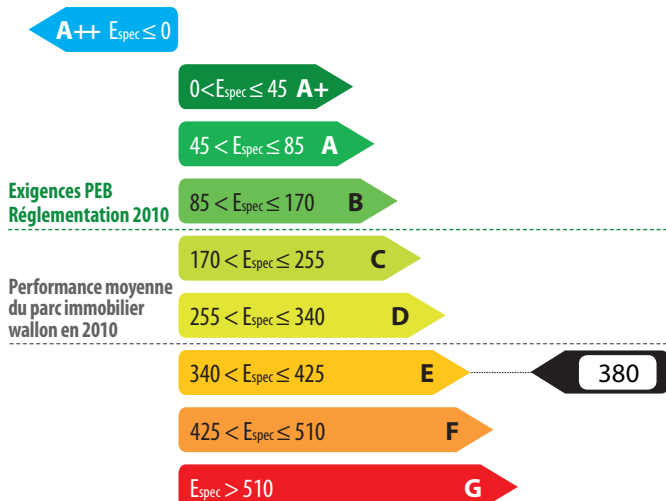 A++ Espec ≤ 0
0<Espec ≤ 45 A+
45 < Espec ≤ 85 A
Exigences PEB
Réglementation 2010
85 < Espec ≤ 170 B
170 < Espec ≤ 255 C
Performance moyenne
du parc immobilier
wallon en 2010
255 < Espec ≤ 340 D
340 < Espec ≤ 425 E
380
425 < Espec ≤ 510 F
Espec > 510 G